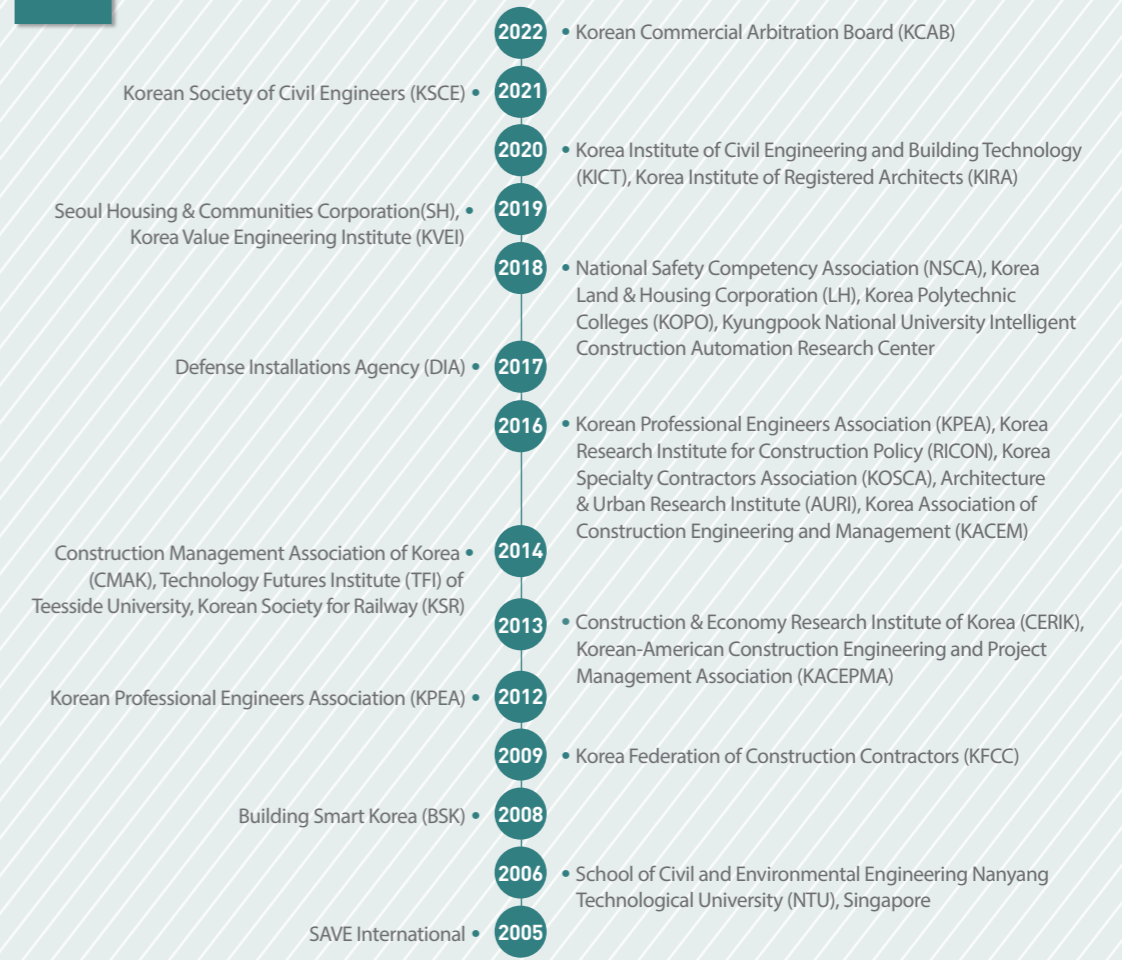 2022
• Korean Commercial Arbitration Board (KCAB)
Korean Society of Civil Engineers (KSCE) •
2021
2020
• Korea Institute of Civil Engineering and Building Technology
(KICT), Korea Institute of Registered Architects (KIRA)
Seoul Housing & Communities Corporation(SH), •
Korea Value Engineering Institute (KVEI)
2019
2018
• National Safety Competency Association (NSCA), Korea
Land & Housing Corporation (LH), Korea Polytechnic
Colleges (KOPO), Kyungpook National University Intelligent
Construction Automation Research Center
Defense Installations Agency (DIA) •
2017
2016
• Korean Professional Engineers Association (KPEA), Korea
Research Institute for Construction Policy (RICON), Korea
Specialty Contractors Association (KOSCA), Architecture
& Urban Research Institute (AURI), Korea Association of
Construction Engineering and Management (KACEM)
Construction Management Association of Korea •
(CMAK), Technology Futures Institute (TFI) of
Teesside University, Korean Society for Railway (KSR)
2014
2013
• Construction & Economy Research Institute of Korea (CERIK),
Korean-American Construction Engineering and Project
Management Association (KACEPMA)
Korean Professional Engineers Association (KPEA) •
2012
2009
• Korea Federation of Construction Contractors (KFCC)
Building Smart Korea (BSK) •
2008
2006
• School of Civil and Environmental Engineering Nanyang
Technological University (NTU), Singapore
SAVE International •
2005